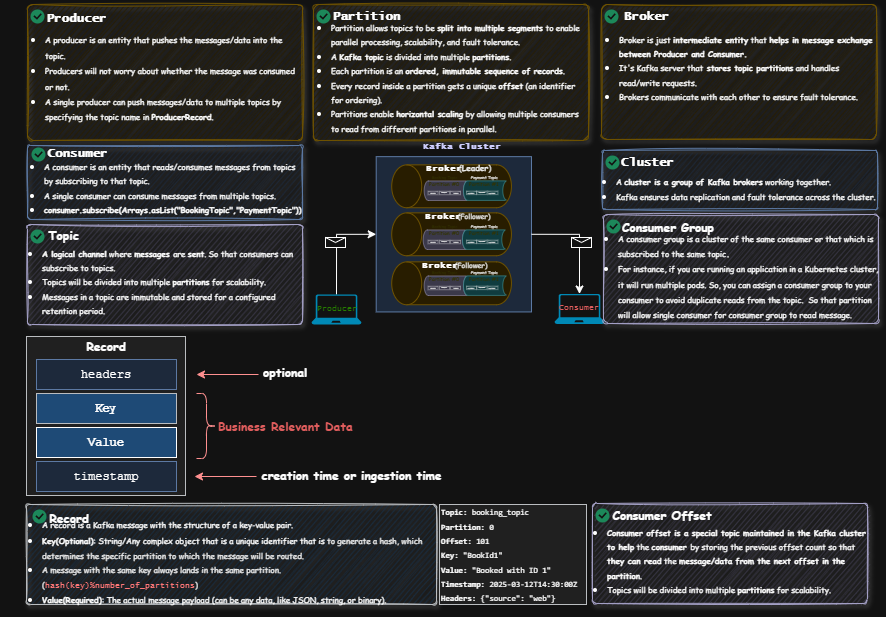 Producer
A producer is an entity that pushes the messages/data into the
topic.
Producers will not worry about whether the message was consumed
or not.
A single producer can push messages/data to multiple topics by
specifying the topic name in ProducerRecord.
Partition
Partition allows topics to be split into multiple segments to enable
parallel processing, scalability, and fault tolerance.
A Kafka topic is divided into multiple partitions.
Each partition is an ordered, immutable sequence of records.
Every record inside a partition gets a unique offset (an identifier
for ordering).
Partitions enable horizontal scaling by allowing multiple consumers
to read from different partitions in parallel.
Broker
Broker is just intermediate entity that helps in message exchange
between Producer and Consumer.
It's Kafka server that stores topic partitions and handles
read/write requests.
Brokers communicate with each other to ensure fault tolerance.
Consumer
A consumer is an entity that reads/consumes messages from topics
by subscribing to that topic.
A single consumer can consume messages from multiple topics.
consumer.subscribe(Arrays.asList("BookingTopic","PaymentTopic"))
Kafka Cluster
Broker(Leader)
Payment Topic
Broker(Follower)
Payment Topic
Broker(Follower)
Payment Topic
Producer
Consumer
Cluster
A cluster is a group of Kafka brokers working together.
Kafka ensures data replication and fault tolerance across the cluster.
Topic
A logical channel where messages are sent. So that consumers can
subscribe to topics.
Topics will be divided into multiple partitions for scalability.
Messages in a topic are immutable and stored for a configured
retention period.
Consumer Group
A consumer group is a cluster of the same consumer or that which is
subscribed to the same topic.
For instance, if you are running an application in a Kubernetes cluster,
it will run multiple pods. So, you can assign a consumer group to your
consumer to avoid duplicate reads from the topic. So that partition
will allow single consumer for consumer group to read message.
Record
headers
optional
Key
Business Relevant Data
Value
timestamp
creation time or ingestion time
Record
A record is a Kafka message with the structure of a key-value pair.
Key(Optional): String/Any complex object that is a unique identifier that is to generate a hash, which
determines the specific partition to which the message will be routed.
A message with the same key always lands in the same partition.
(hash(key)%number_of_partitions)
Value(Required): The actual message payload (can be any data, like JSON, string, or binary).
Topic: booking_topic
Partition: 0
Offset: 101
Key: "BookId1"
Value: "Booked with ID 1"
Timestamp: 2025-03-12T14:30:00Z
Headers: {"source": "web"}
Consumer Offset
Consumer offset is a special topic maintained in the Kafka cluster
to help the consumer by storing the previous offset count so that
they can read the message/data from the next offset in the
partition.
Topics will be divided into multiple partitions for scalability.